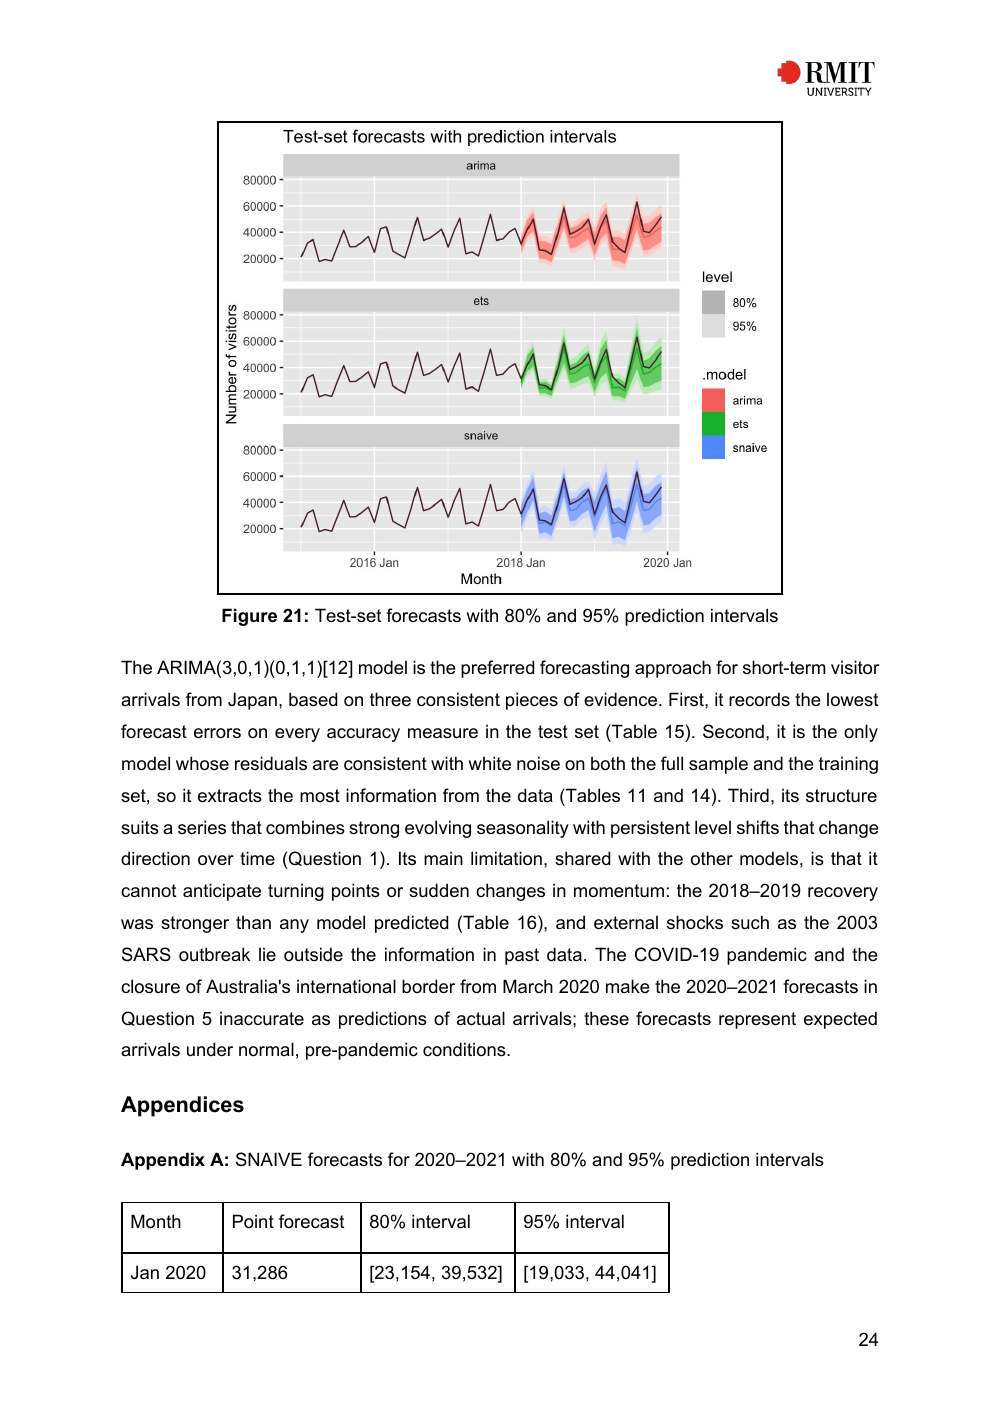 RMIT
UNIVERSITY
Test-set forecasts with prediction intervals
arima
80000
60000
40000
20000
ets
80000
60000
40000
20000
snaive
80000
60000
40000
20000
Number of visitors
2016 Jan 2018 Jan 2020 Jan
Month
level
80%
95%
.model
arima
ets
snaive
Figure 21: Test-set forecasts with 80% and 95% prediction intervals
The ARIMA(3,0,1)(0,1,1)[12] model is the preferred forecasting approach for short-term visitor
arrivals from Japan, based on three consistent pieces of evidence. First, it records the lowest
forecast errors on every accuracy measure in the test set (Table 15). Second, it is the only
model whose residuals are consistent with white noise on both the full sample and the training
set, so it extracts the most information from the data (Tables 11 and 14). Third, its structure
suits a series that combines strong evolving seasonality with persistent level shifts that change
direction over time (Question 1). Its main limitation, shared with the other models, is that it
cannot anticipate turning points or sudden changes in momentum: the 2018–2019 recovery
was stronger than any model predicted (Table 16), and external shocks such as the 2003
SARS outbreak lie outside the information in past data. The COVID-19 pandemic and the
closure of Australia's international border from March 2020 make the 2020–2021 forecasts in
Question 5 inaccurate as predictions of actual arrivals; these forecasts represent expected
arrivals under normal, pre-pandemic conditions.
Appendices
Appendix A: SNAIVE forecasts for 2020–2021 with 80% and 95% prediction intervals
Month Point forecast 80% interval 95% interval
Jan 2020 31,286 [23,154, 39,532] [19,033, 44,041]
24